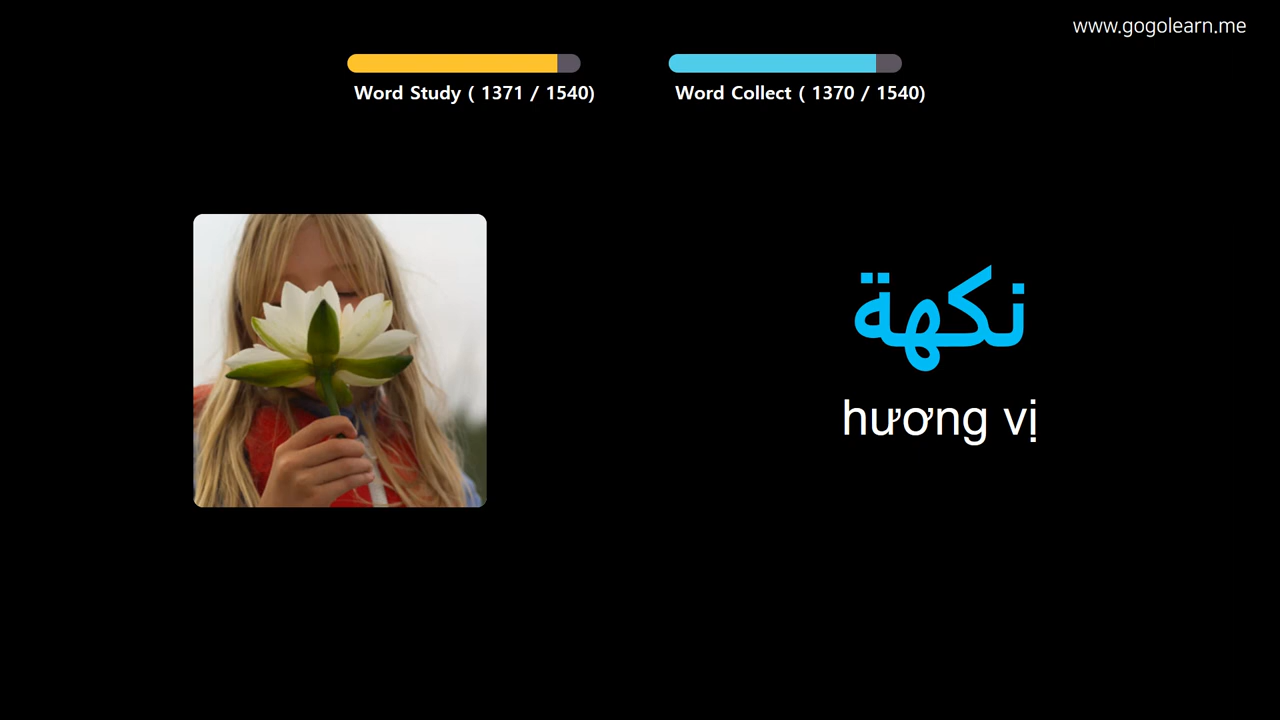 www.gogolearn.me
Word Study ( 1371 / 1540)
Word Collect ( 1370 / 1540)
نكهة
hương vị